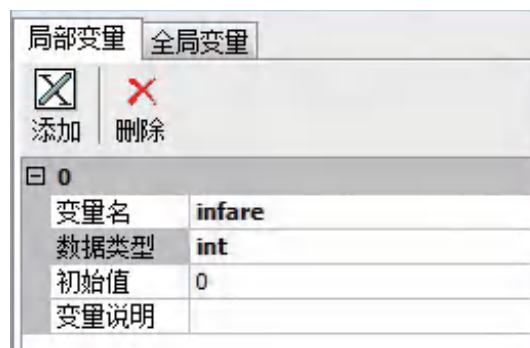 局部变量 全局变量
添加 删除
0
变量名 infare
数据类型 int
初始值 0
变量说明